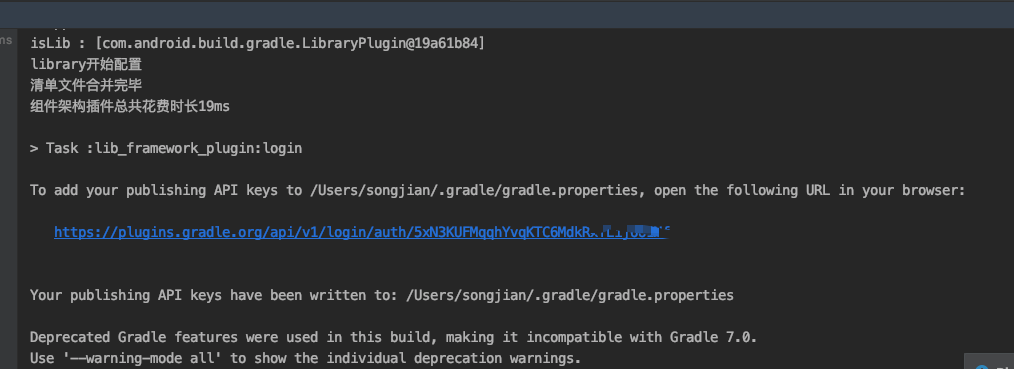 isLib : [com.android.build.gradle.LibraryPlugin@19a61b84]
library开始配置
清单文件合并完毕
组件架构插件总共花费时长19ms
> Task :lib_framework_plugin:login
To add your publishing API keys to /Users/songjian/.gradle/gradle.properties, open the following URL in your browser:
https://plugins.gradle.org/api/v1/login/auth/5xN3KUFMqqhYvqKTC6MdkR
Your publishing API keys have been written to: /Users/songjian/.gradle/gradle.properties
Deprecated Gradle features were used in this build, making it incompatible with Gradle 7.0.
Use '--warning-mode all' to show the individual deprecation warnings.